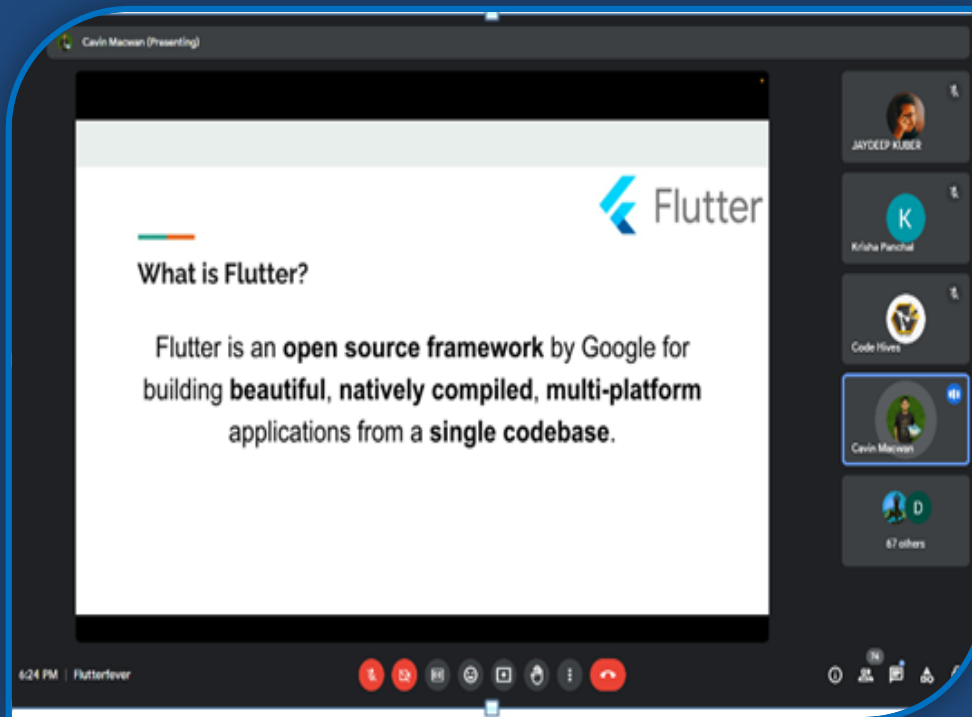 Cavin Macwan (Presenting)
Flutter
What is Flutter?
Flutter is an open source framework by Google for
building beautiful, natively compiled, multi-platform
applications from a single codebase.
JAYDEEP KUBER
K
Krisha Panchal
Code Hives
Cavin Macwan
D
67 others
6:24 PM | Flutterfever
74